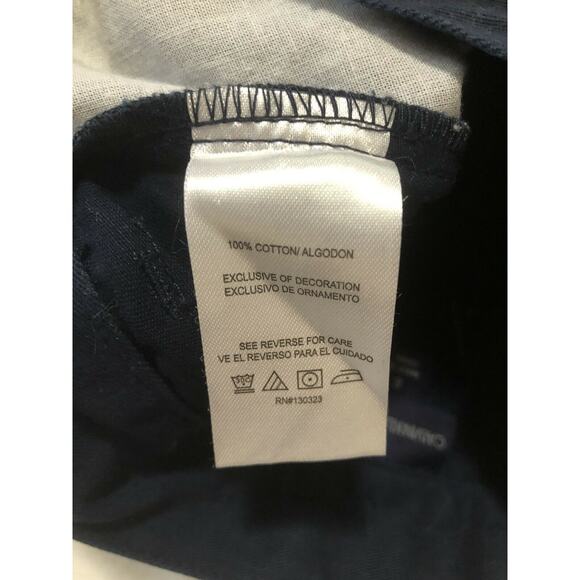 100% COTTON/ ALGODON
EXCLUSIVE OF DECORATION
EXCLUSIVO DE ORNAMENTO
SEE REVERSE FOR CARE
VE EL REVERSO PARA EL CUIDADO
RN#130323